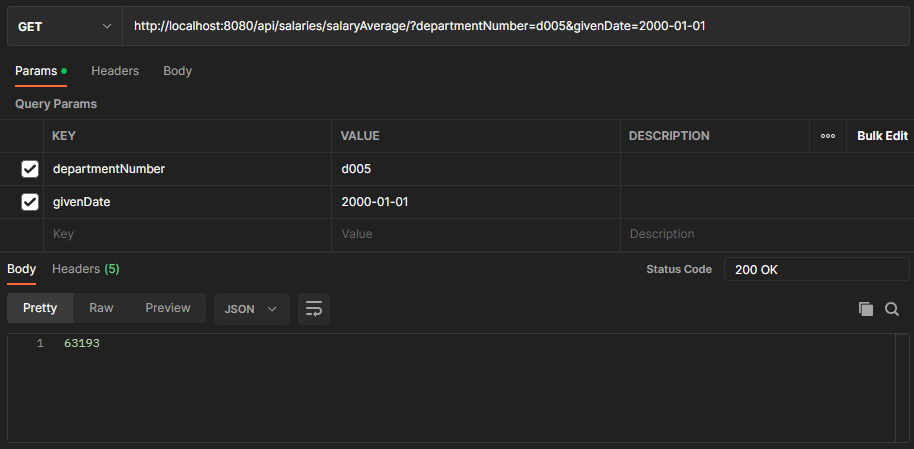 GET http://localhost:8080/api/salaries/salaryAverage/?departmentNumber=d005&givenDate=2000-01-01
Params Headers Body
Query Params
KEY VALUE DESCRIPTION ooo Bulk Edit
departmentNumber d005
givenDate 2000-01-01
Key Value Description
Body Headers (5) Status Code 200 OK
Pretty Raw Preview JSON
1 63193